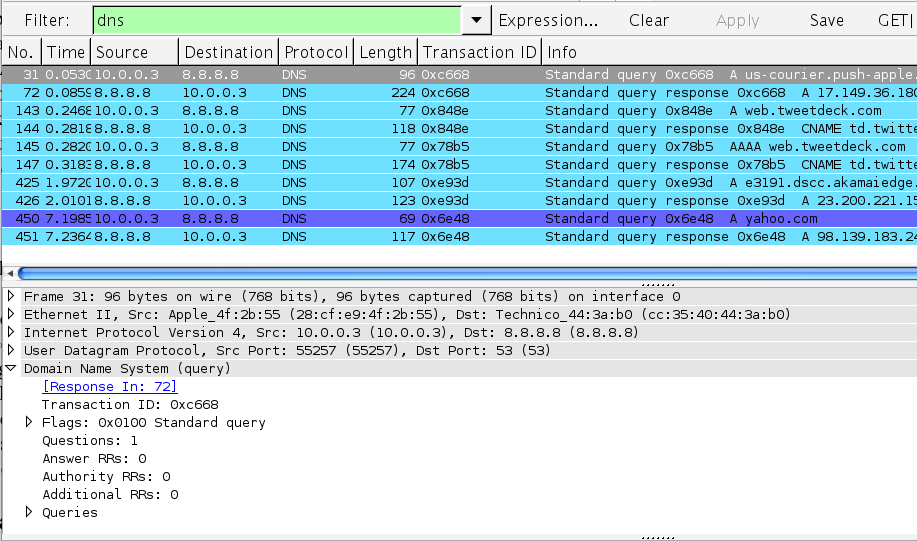 Filter: dns Expression... Clear Apply Save GET|
No. Time Source Destination Protocol Length Transaction ID Info
31 0.0530 10.0.0.3 8.8.8.8 DNS 96 0xc668 Standard query 0xc668 A us-courier.push-apple.
72 0.0859 8.8.8.8 10.0.0.3 DNS 224 0xc668 Standard query response 0xc668 A 17.149.36.180
143 0.2468 10.0.0.3 8.8.8.8 DNS 77 0x848e Standard query 0x848e A web.tweetdeck.com
144 0.2818 8.8.8.8 10.0.0.3 DNS 118 0x848e Standard query response 0x848e CNAME td.twitte
145 0.2820 10.0.0.3 8.8.8.8 DNS 77 0x78b5 Standard query 0x78b5 AAAA web.tweetdeck.com
147 0.3183 8.8.8.8 10.0.0.3 DNS 174 0x78b5 Standard query response 0x78b5 CNAME td.twitte
425 1.9720 10.0.0.3 8.8.8.8 DNS 107 0xe93d Standard query 0xe93d A e3191.dscc.akamaiedge.
426 2.0101 8.8.8.8 10.0.0.3 DNS 123 0xe93d Standard query response 0xe93d A 23.200.221.15
450 7.1985 10.0.0.3 8.8.8.8 DNS 69 0x6e48 Standard query 0x6e48 A yahoo.com
451 7.2364 8.8.8.8 10.0.0.3 DNS 117 0x6e48 Standard query response 0x6e48 A 98.139.183.24
Frame 31: 96 bytes on wire (768 bits), 96 bytes captured (768 bits) on interface 0
Ethernet II, Src: Apple_4f:2b:55 (28:cf:e9:4f:2b:55), Dst: Technico_44:3a:b0 (cc:35:40:44:3a:b0)
Internet Protocol Version 4, Src: 10.0.0.3 (10.0.0.3), Dst: 8.8.8.8 (8.8.8.8)
User Datagram Protocol, Src Port: 55257 (55257), Dst Port: 53 (53)
Domain Name System (query)
[Response In: 72]
Transaction ID: 0xc668
Flags: 0x0100 Standard query
Questions: 1
Answer RRs: 0
Authority RRs: 0
Additional RRs: 0
Queries